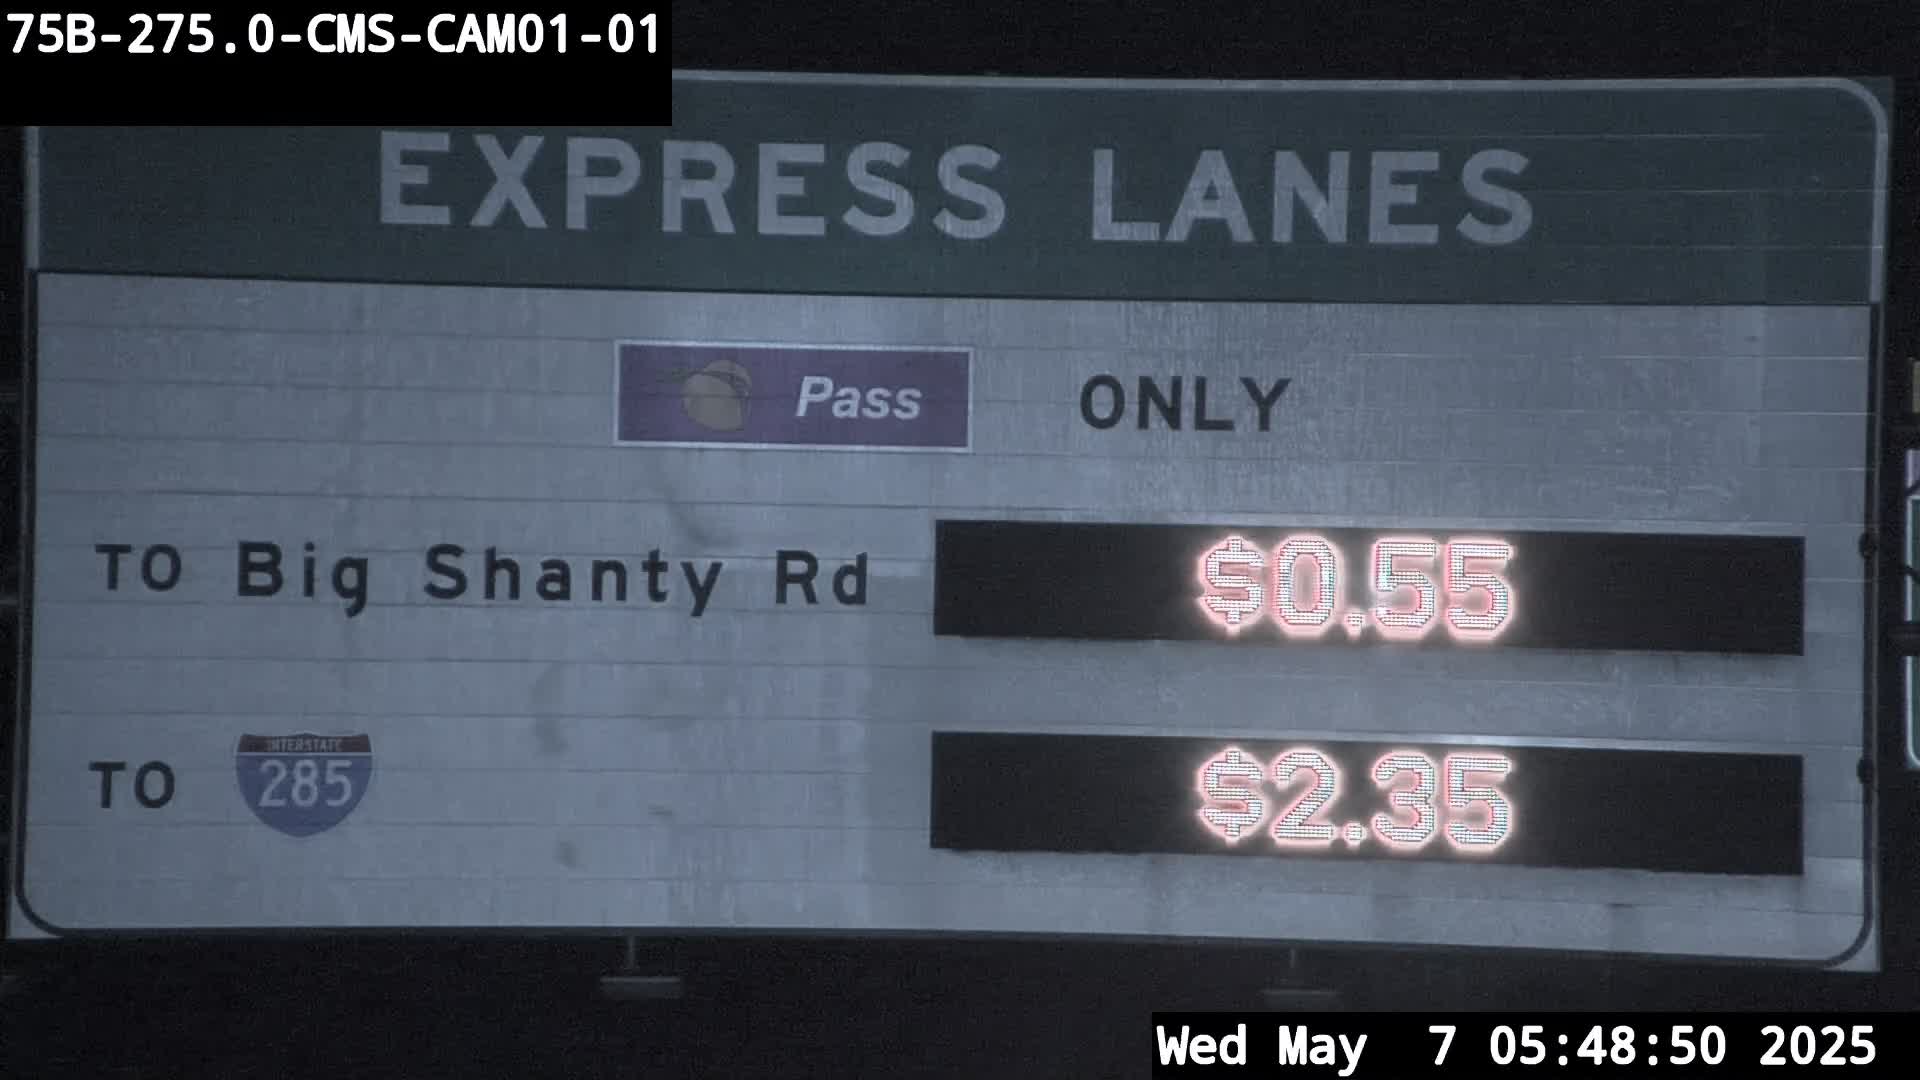 75B-275.0-CMS-CAM01-01
EXPRESS LANES
Pass ONLY
TO Big Shanty Rd $0.55
TO INTERSTATE 285 $2.35
Wed May 7 05:48:50 2025